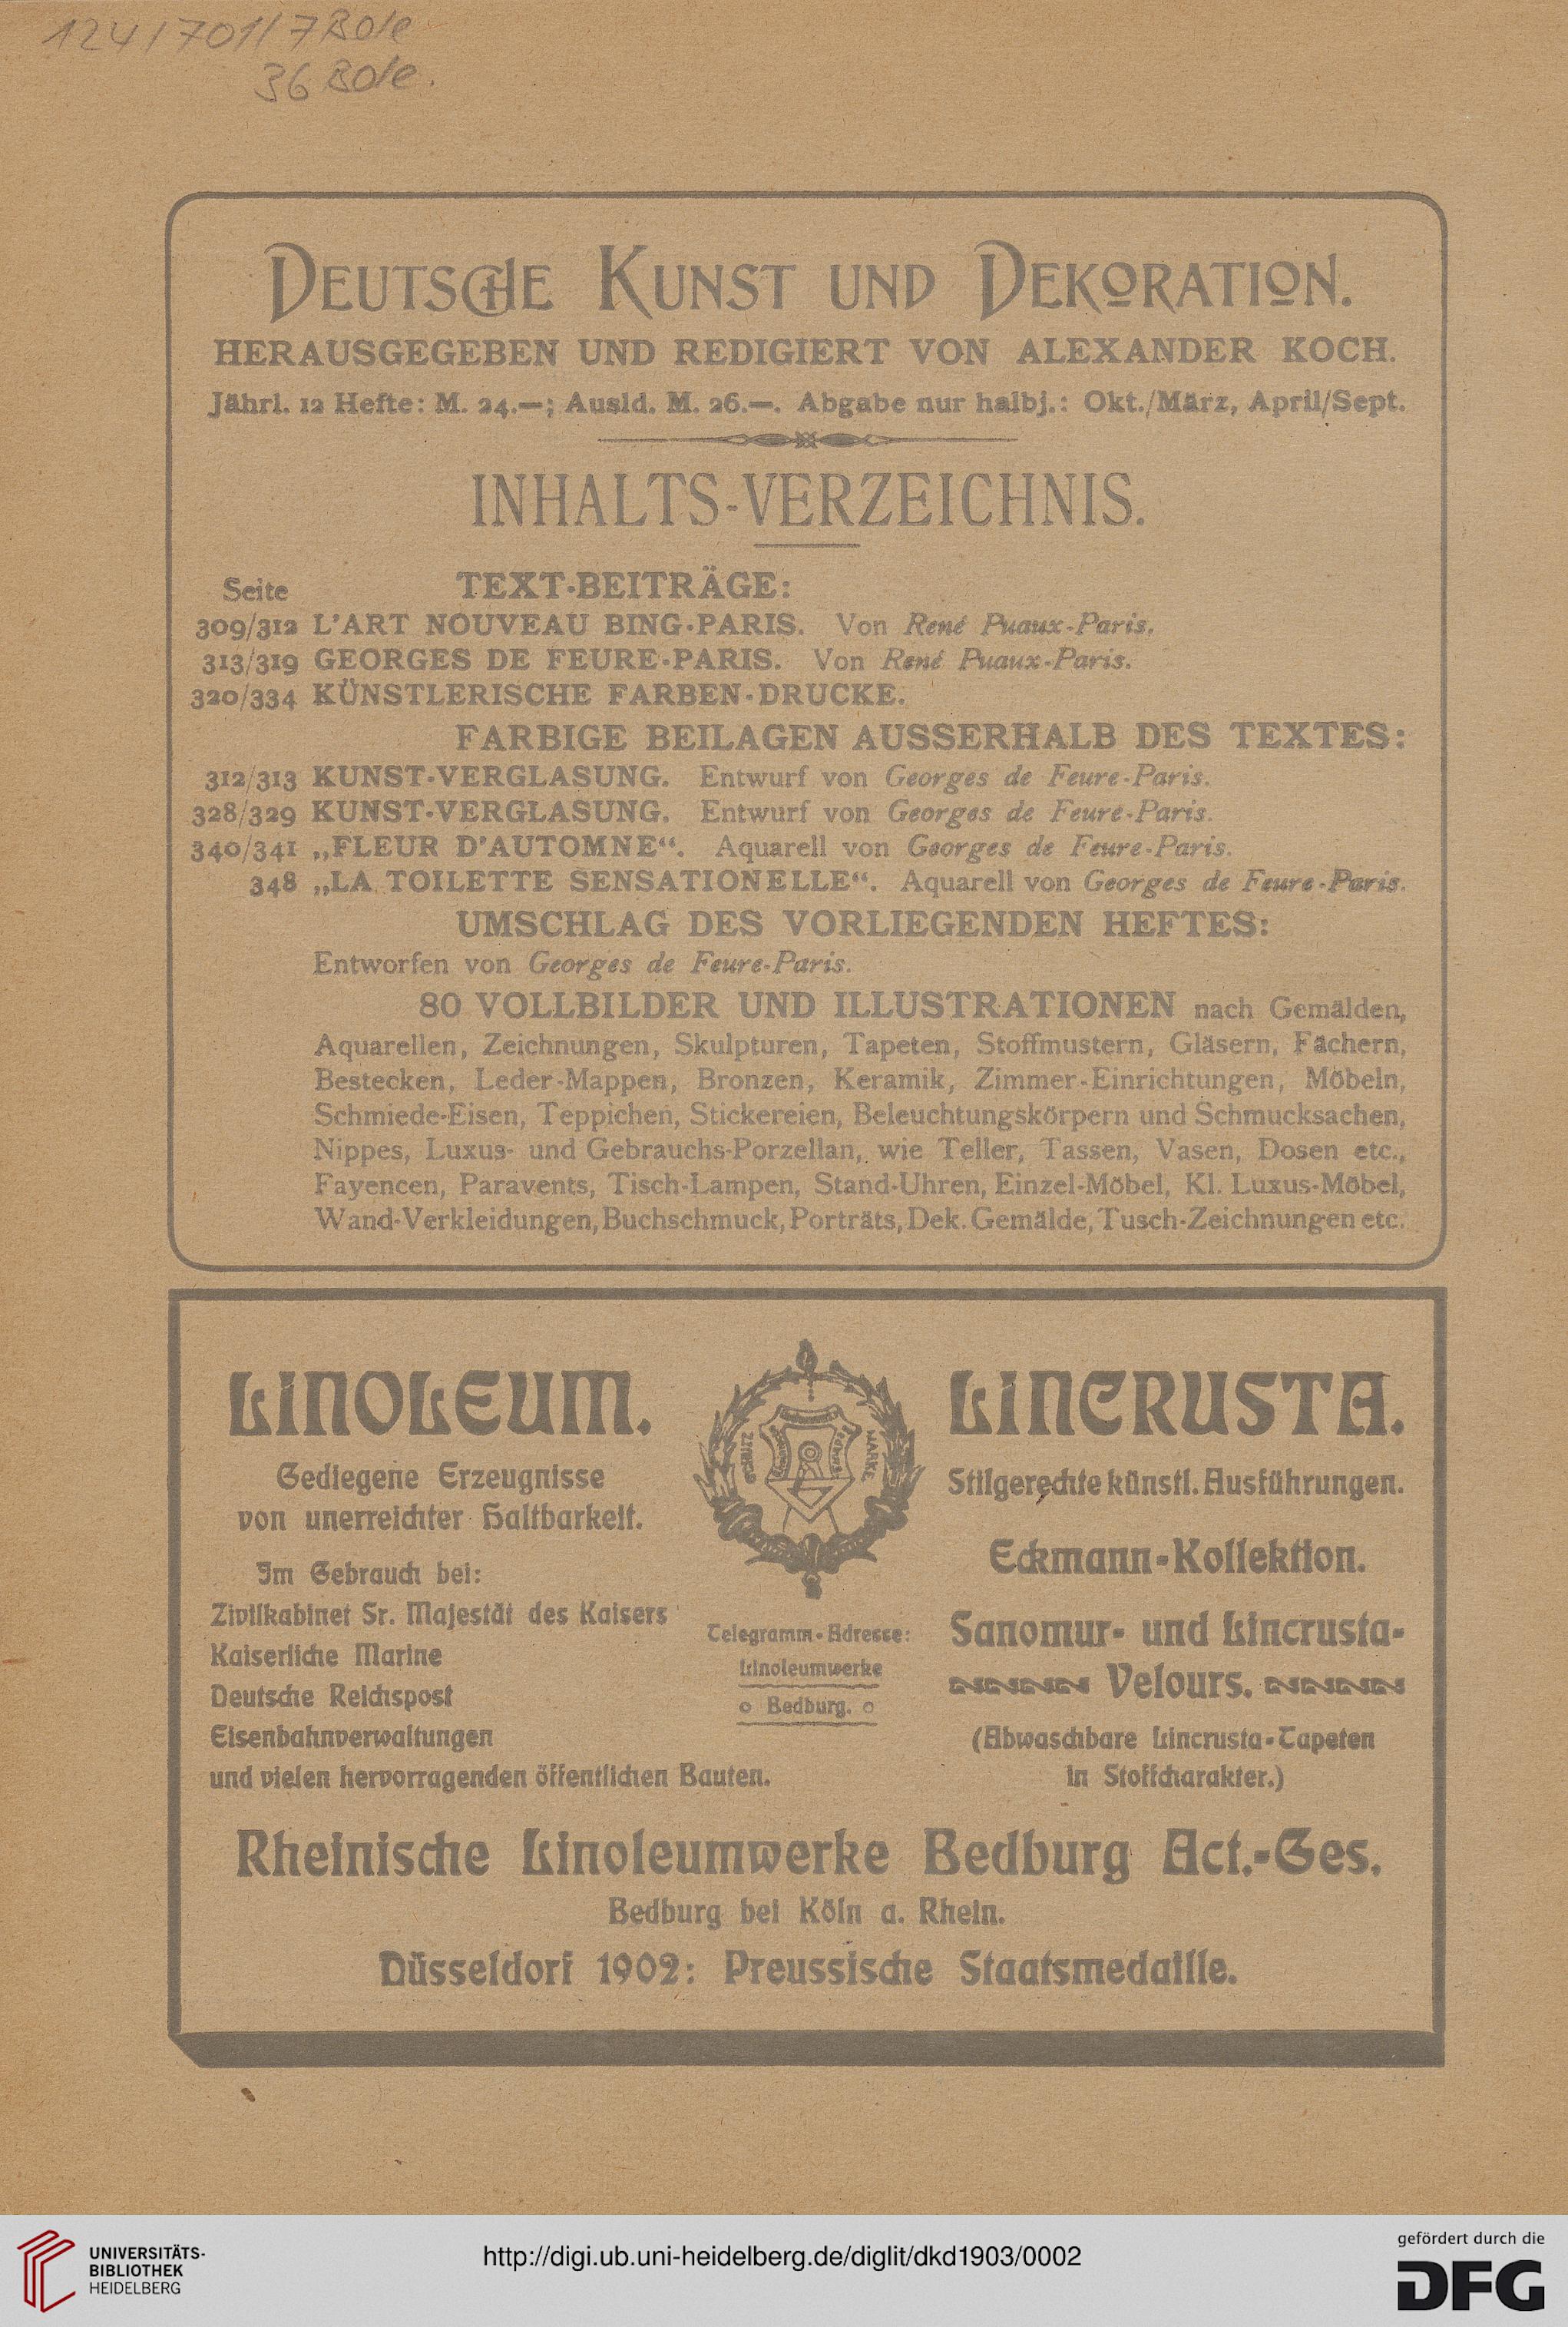 124/701/7 Bole
36 Bole.
DEUTSCHE KUNST UND DEKORATION.
HERAUSGEGEBEN UND REDIGIERT VON ALEXANDER KOCH.
Jährl. 12 Hefte: M. 24.—; Ausld. M. 26.—. Abgabe nur halbj.: Okt./März, April/Sept.
INHALTS-VERZEICHNIS.
Seite TEXT-BEITRÄGE:
309/312 L'ART NOUVEAU BING-PARIS. Von René Puaux-Paris.
313/319 GEORGES DE FEURE-PARIS. Von René Puaux-Paris.
320/334 KÜNSTLERISCHE FARBEN-DRUCKE.
FARBIGE BEILAGEN AUSSERHALB DES TEXTES:
312/313 KUNST-VERGLASUNG. Entwurf von Georges de Feure-Paris.
328/329 KUNST-VERGLASUNG. Entwurf von Georges de Feure-Paris.
340/341 „FLEUR D'AUTOMNE“. Aquarell von Georges de Feure-Paris.
348 „LA TOILETTE SENSATIONELLE“. Aquarell von Georges de Feure-Paris.
UMSCHLAG DES VORLIEGENDEN HEFTES:
Entworfen von Georges de Feure-Paris.
80 VOLLBILDER UND ILLUSTRATIONEN nach Gemälden,
Aquarellen, Zeichnungen, Skulpturen, Tapeten, Stoffmustern, Gläsern, Fächern,
Bestecken, Leder-Mappen, Bronzen, Keramik, Zimmer-Einrichtungen, Möbeln,
Schmiede-Eisen, Teppichen, Stickereien, Beleuchtungskörpern und Schmucksachen,
Nippes, Luxus- und Gebrauchs-Porzellan, wie Teller, Tassen, Vasen, Dosen etc.,
Fayencen, Paravents, Tisch-Lampen, Stand-Uhren, Einzel-Möbel, Kl. Luxus-Möbel,
Wand-Verkleidungen, Buchschmuck, Porträts, Dek. Gemälde, Tusch-Zeichnungen etc.
LINOLEUM.
Gediegene Erzeugnisse
von unerreichter Haltbarkeit.
Im Gebrauch bei:
Zivilkabinet Sr. Majestät des Kaisers
Kaiserliche Marine
Deutsche Reichspost
Eisenbahnverwaltungen
und vielen hervorragenden öffentlichen Bauten.
SCHUTZ MARKE
Telegramm-Adresse:
Linoleumwerke
Bedburg.
LINCRUSTA.
Stilgerechte künstl. Ausführungen.
Eckmann-Kollektion.
Sanomur- und Lincrusta-
Velours.
(Abwaschbare Lincrusta-Tapeten
in Stoffcharakter.)
Rheinische Linoleumwerke Bedburg Act.-Ges.
Bedburg bei Köln a. Rhein.
Düsseldorf 1902: Preussische Staatsmedaille.
UNIVERSITÄTS-
BIBLIOTHEK
HEIDELBERG
http://digi.ub.uni-heidelberg.de/diglit/dkd1903/0002
gefördert durch die
DFG